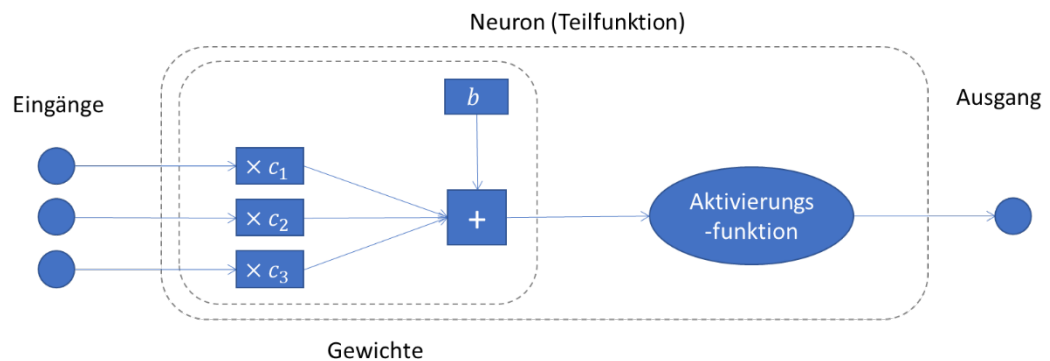 Neuron (Teilfunktion)
Eingänge
b
Ausgang
× c₁
× c₂
× c₃
+
Aktivierungs
-funktion
Gewichte